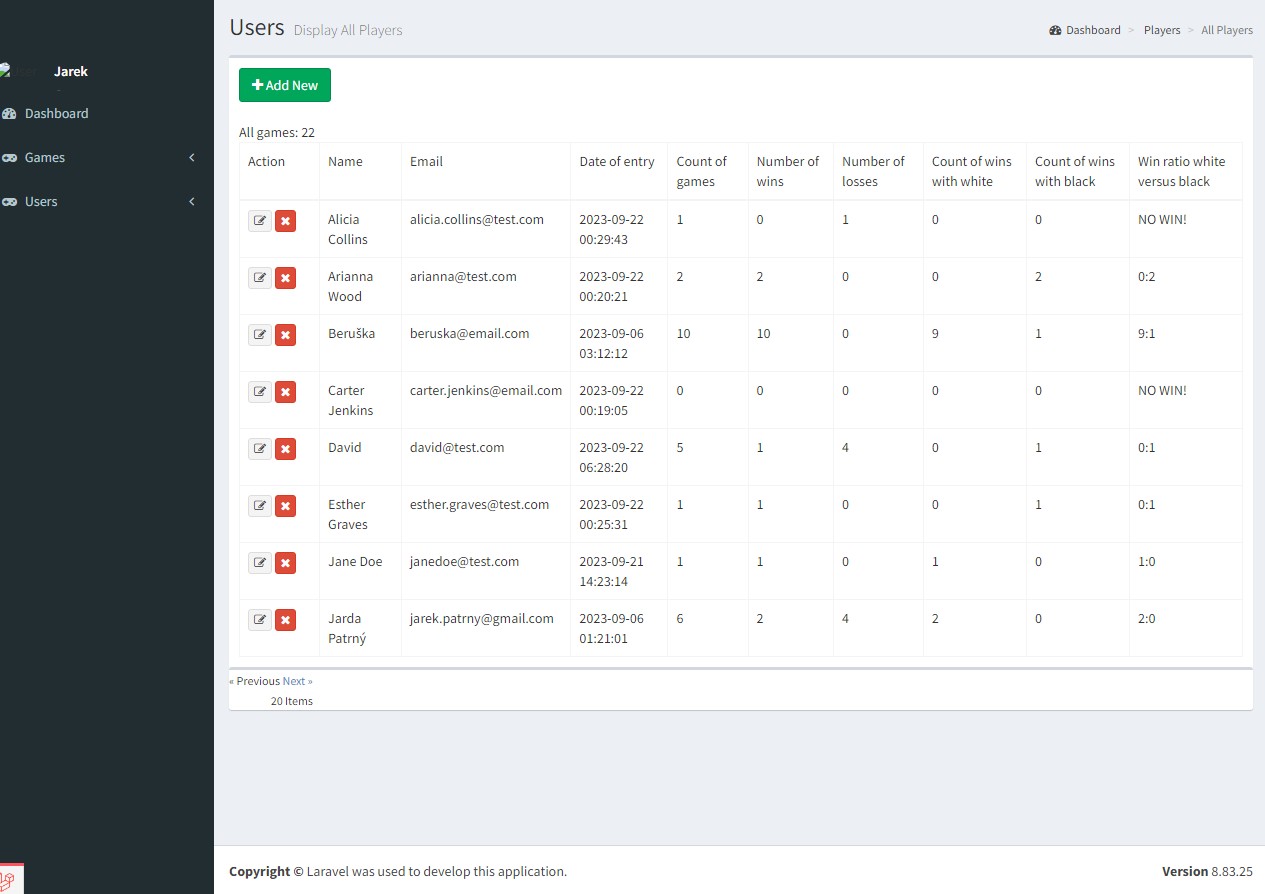 Users Display All Players
Dashboard > Players > All Players
Jarek
Dashboard
Games
Users
Add New
All games: 22
Action Name Email Date of entry Count of games Number of wins Number of losses Count of wins with white Count of wins with black Win ratio white versus black
Alicia Collins alicia.collins@test.com 2023-09-22 00:29:43 1 0 1 0 0 NO WIN!
Arianna Wood arianna@test.com 2023-09-22 00:20:21 2 2 0 0 2 0:2
Beruška beruska@email.com 2023-09-06 03:12:12 10 10 0 9 1 9:1
Carter Jenkins carter.jenkins@email.com 2023-09-22 00:19:05 0 0 0 0 0 NO WIN!
David david@test.com 2023-09-22 06:28:20 5 1 4 0 1 0:1
Esther Graves esther.graves@test.com 2023-09-22 00:25:31 1 1 0 0 1 0:1
Jane Doe janedoe@test.com 2023-09-21 14:23:14 1 1 0 1 0 1:0
Jarda Patrný jarek.patrny@gmail.com 2023-09-06 01:21:01 6 2 4 2 0 2:0
« Previous Next »
20 Items
Copyright © Laravel was used to develop this application.
Version 8.83.25